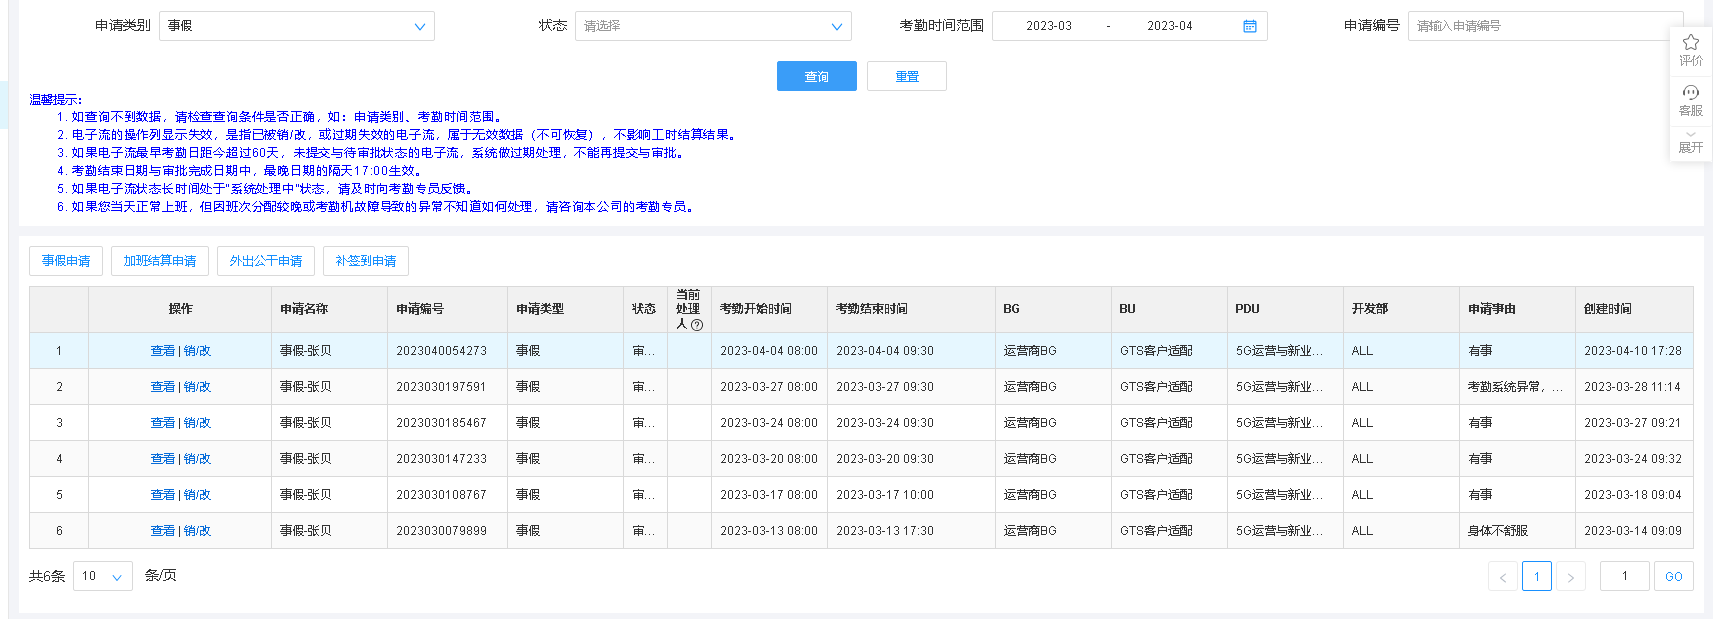 申请类别 事假 状态 请选择 考勤时间范围 2023-03 - 2023-04 申请编号 请输入申请编号
评价
客服
展开
查询 重置
温馨提示：
1. 如查询不到数据，请检查查询条件是否正确，如：申请类别、考勤时间范围。
2. 电子流的操作列显示失效，是指已被销/改，或过期失效的电子流，属于无效数据（不可恢复），不影响工时结算结果。
3. 如果电子流最早考勤日距今超过60天，未提交与待审批状态的电子流，系统做过期处理，不能再提交与审批。
4. 考勤结束日期与审批完成日期中，最晚日期的隔天17:00生效。
5. 如果电子流状态长时间处于"系统处理中"状态，请及时向考勤专员反馈。
6. 如果您当天正常上班，但因班次分配较晚或考勤机故障导致的异常不知道如何处理，请咨询本公司的考勤专员。
事假申请 加班结算申请 外出公干申请 补签到申请
操作 申请名称 申请编号 申请类型 状态 当前处理人 考勤开始时间 考勤结束时间 BG BU PDU 开发部 申请事由 创建时间
1 查看 | 销/改 事假-张贝 2023040054273 事假 审... 2023-04-04 08:00 2023-04-04 09:30 运营商BG GTS客户适配 5G运营与新业... ALL 有事 2023-04-10 17:28
2 查看 | 销/改 事假-张贝 2023030197591 事假 审... 2023-03-27 08:00 2023-03-27 09:30 运营商BG GTS客户适配 5G运营与新业... ALL 考勤系统异常，... 2023-03-28 11:14
3 查看 | 销/改 事假-张贝 2023030185467 事假 审... 2023-03-24 08:00 2023-03-24 09:30 运营商BG GTS客户适配 5G运营与新业... ALL 有事 2023-03-27 09:21
4 查看 | 销/改 事假-张贝 2023030147233 事假 审... 2023-03-20 08:00 2023-03-20 09:30 运营商BG GTS客户适配 5G运营与新业... ALL 有事 2023-03-24 09:32
5 查看 | 销/改 事假-张贝 2023030108767 事假 审... 2023-03-17 08:00 2023-03-17 10:00 运营商BG GTS客户适配 5G运营与新业... ALL 有事 2023-03-18 09:04
6 查看 | 销/改 事假-张贝 2023030079899 事假 审... 2023-03-13 08:00 2023-03-13 17:30 运营商BG GTS客户适配 5G运营与新业... ALL 身体不舒服 2023-03-14 09:09
共6条 10 条/页 < 1 > 1 GO